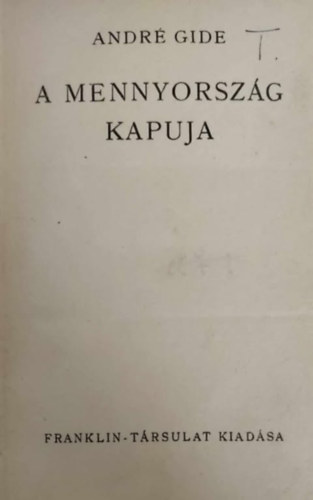 ANDRÉ GIDE T.
A MENNYORSZÁG
KAPUJA
FRANKLIN-TÁRSULAT KIADÁSA